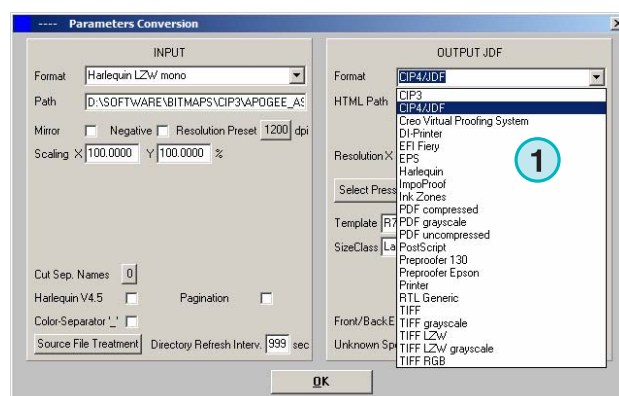 ---- Parameters Conversion
INPUT
Format Harlequin LZW mono
Path D:\SOFTWARE\BITMAPS\CIP3\APOGEE_AS
Mirror Negative Resolution Preset 1200 dpi
Scaling X 100.0000 Y 100.0000 %
Cut Sep. Names 0
Harlequin V4.5 Pagination
Color-Separator '_'
Source File Treatment Directory Refresh Interv. 999 sec
OUTPUT JDF
Format CIP4/JDF
HTML Path
Resolution X
Select Press
Template R7
SizeClass La
Front/Back E
Unknown Sp
CIP3
CIP4/JDF
Creo Virtual Proofing System
DI-Printer
EFI Fiery
EPS
Harlequin
ImpoProof
Ink Zones
PDF compressed
PDF grayscale
PDF uncompressed
PostScript
Preproofer 130
Preproofer Epson
Printer
RTL Generic
TIFF
TIFF grayscale
TIFF LZW
TIFF LZW grayscale
TIFF RGB
1
OK